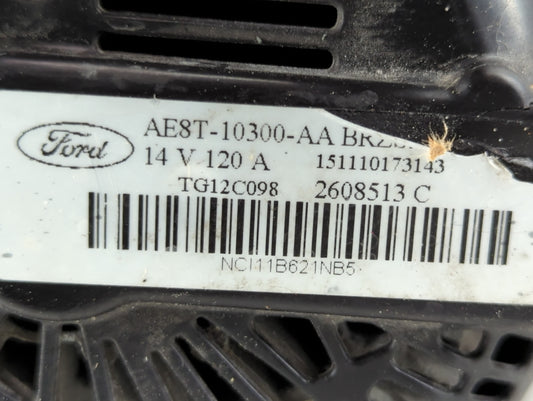 Ford
AE8T-10300-AA
14 V 120 A 151110173143
TG12C098 2608513 C
NCI11B621NB5